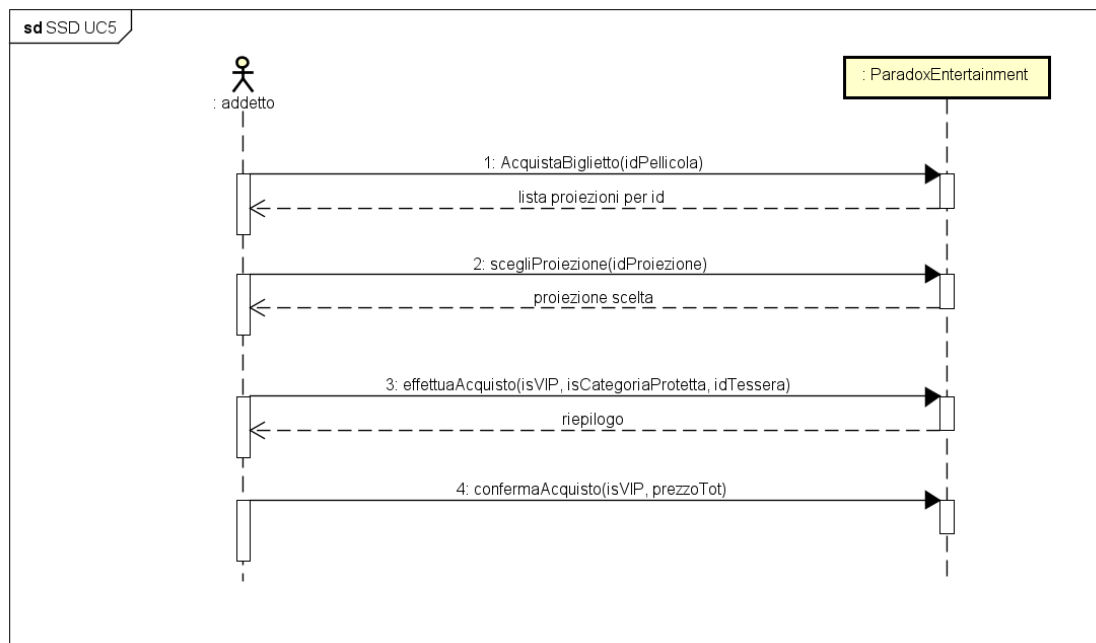 sd SSD UC5
: addetto
: ParadoxEntertainment
1: AcquistaBiglietto(idPellicola)
lista proiezioni per id
2: scegliProiezione(idProiezione)
proiezione scelta
3: effettuaAcquisto(isVIP, isCategoriaProtetta, idTessera)
riepilogo
4: confermaAcquisto(isVIP, prezzoTot)